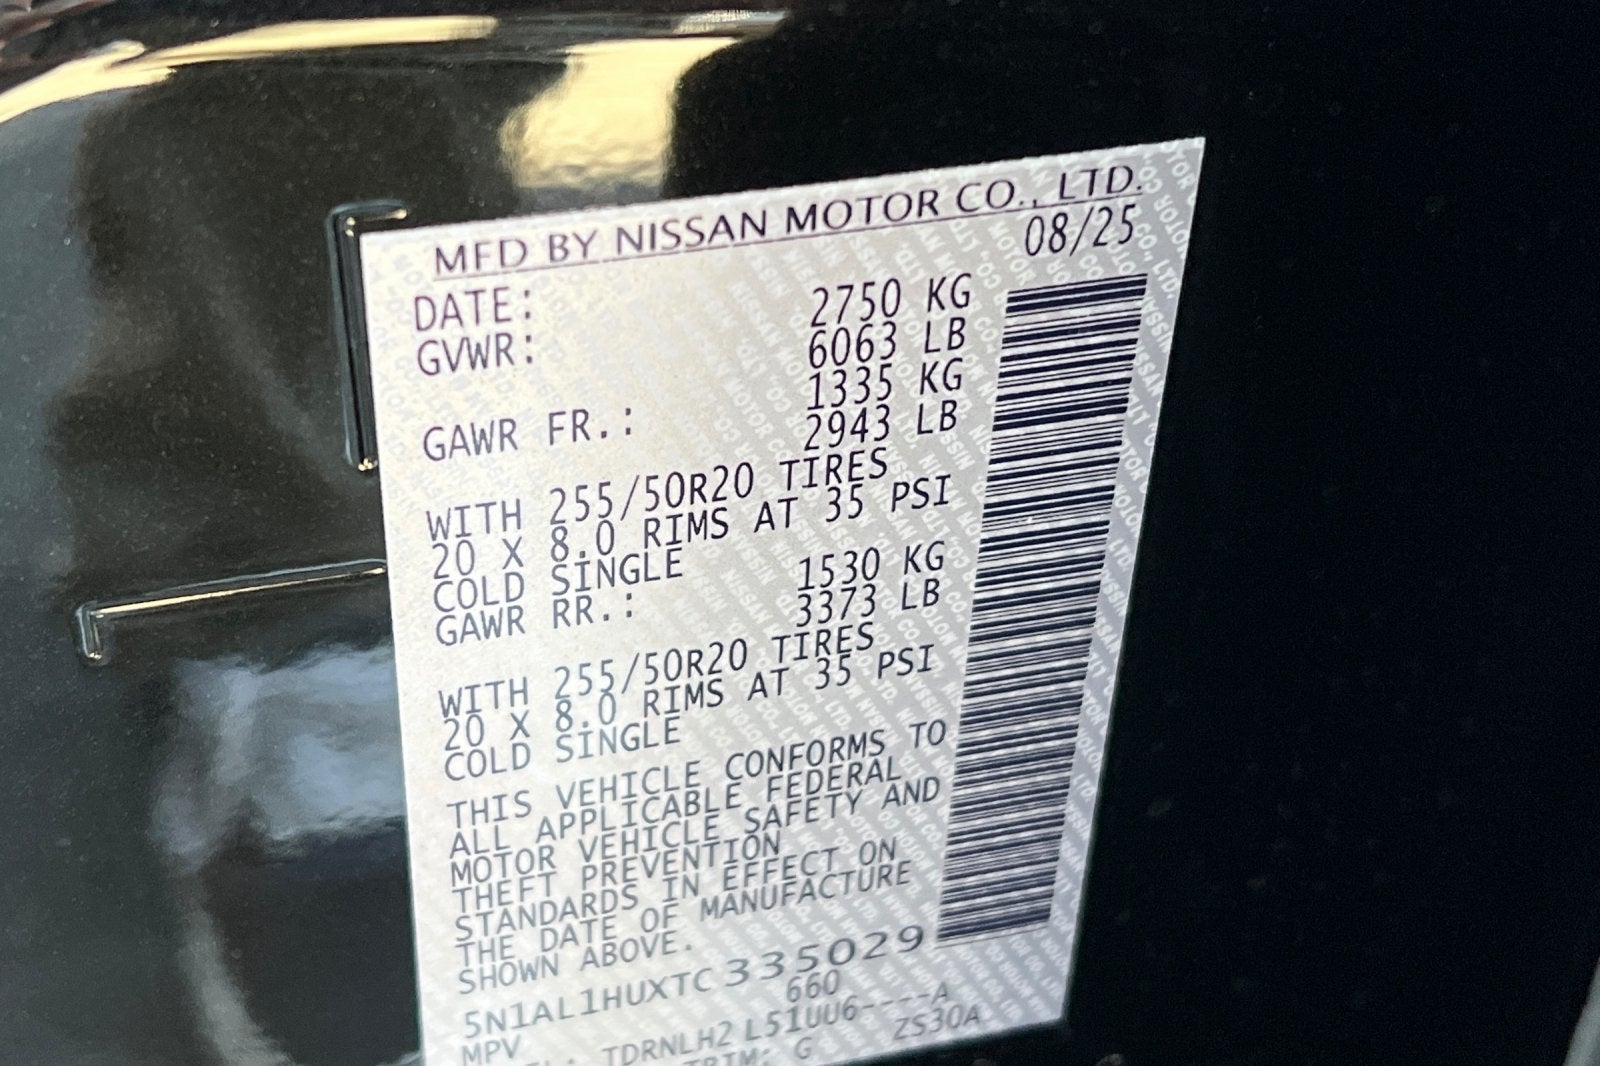 MFD BY NISSAN MOTOR CO., LTD.
DATE: 08/25
GVWR: 2750 KG
6063 LB
GAWR FR.: 1335 KG
2943 LB
WITH 255/50R20 TIRES
20 X 8.0 RIMS AT 35 PSI
COLD SINGLE
GAWR RR.: 1530 KG
3373 LB
WITH 255/50R20 TIRES
20 X 8.0 RIMS AT 35 PSI
COLD SINGLE
THIS VEHICLE CONFORMS TO
ALL APPLICABLE FEDERAL
MOTOR VEHICLE SAFETY AND
THEFT PREVENTION
STANDARDS IN EFFECT ON
THE DATE OF MANUFACTURE
SHOWN ABOVE.
5N1AL1HUXTC335029
MPV 660
TDRNLH2 L51UU6----A
TRIM: G ZS30A